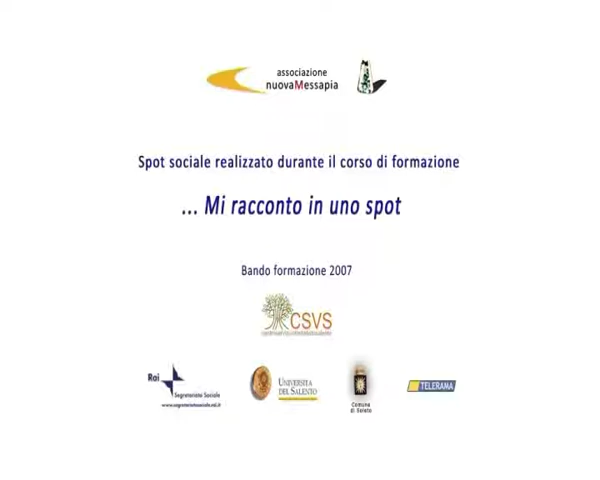 associazione
nuovaMessapia
Spot sociale realizzato durante il corso di formazione
... Mi racconto in uno spot
Bando formazione 2007
CSVS
Rai
Segretariato Sociale
www.segretariatosociale.rai.it
UNIVERSITÀ
DEL SALENTO
Comune
di Soleto
TELERAMA